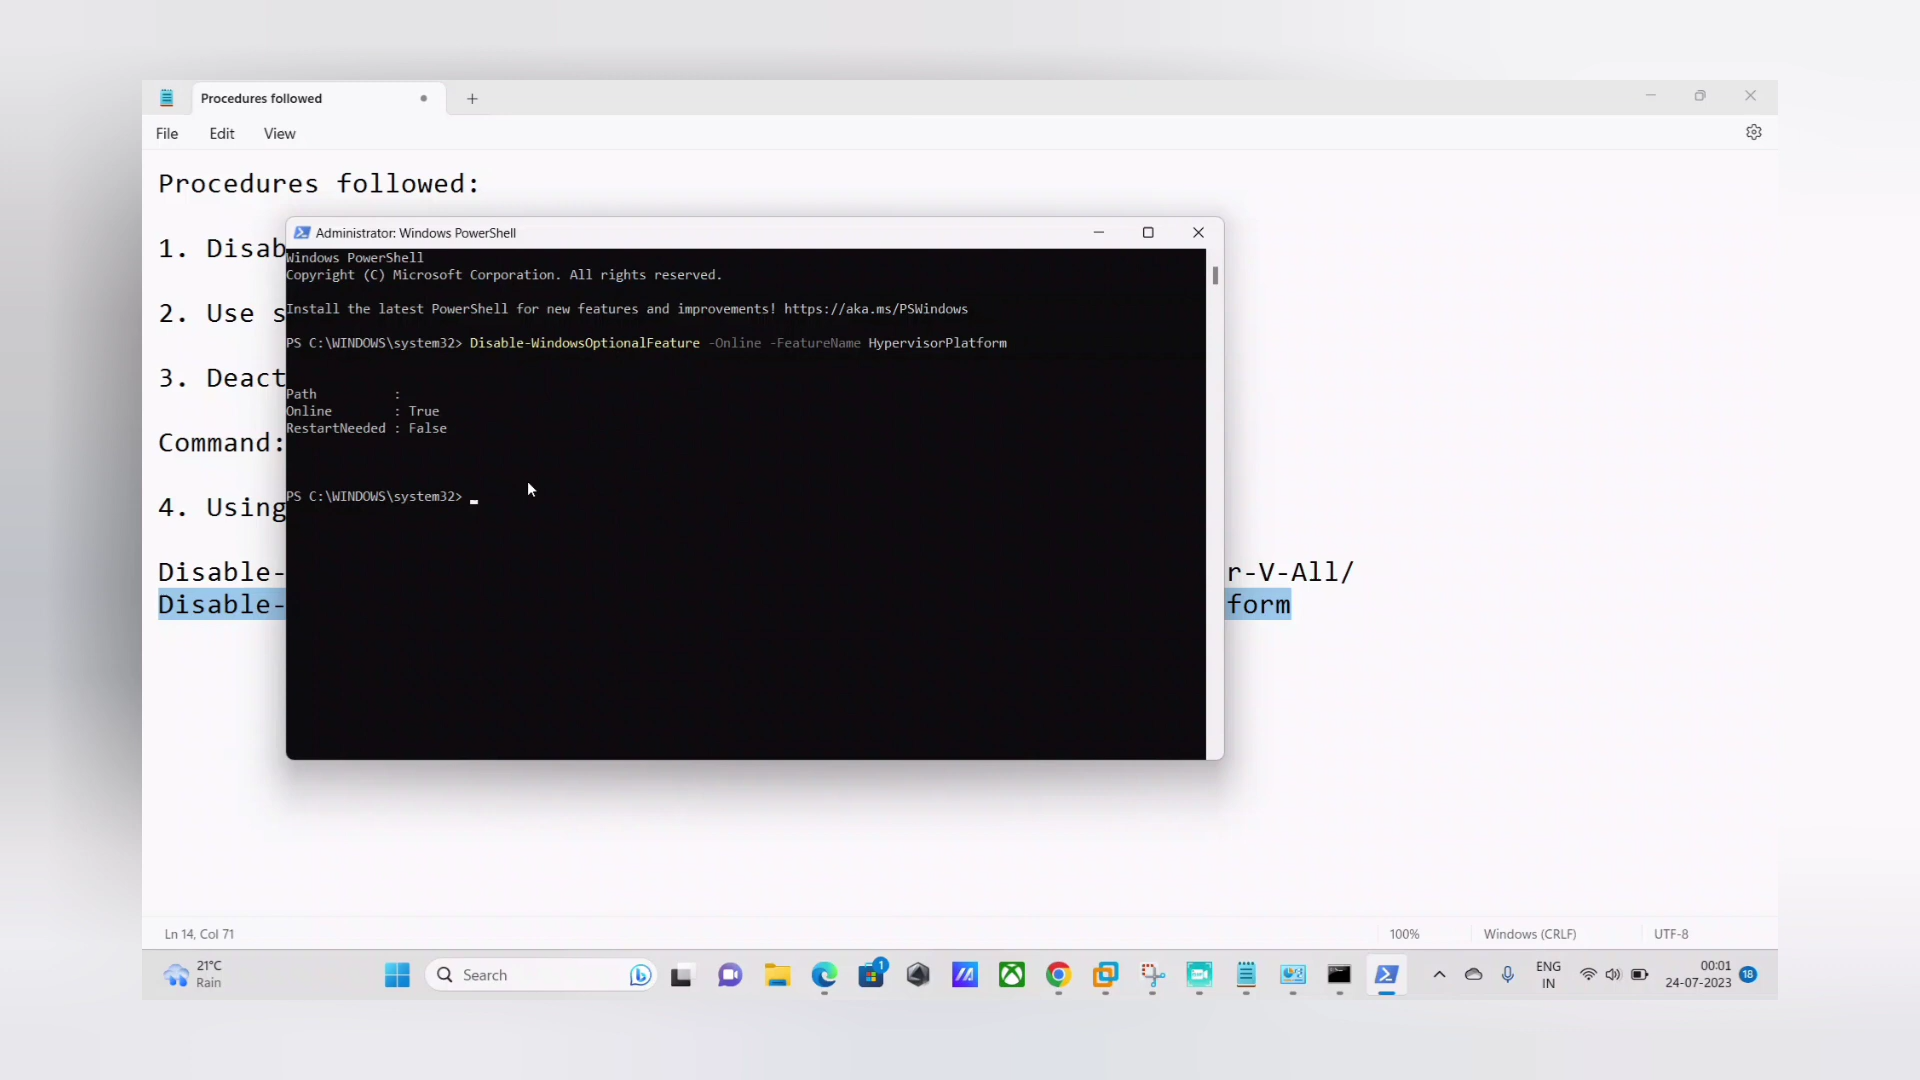 Procedures followed
File
Edit
View
Procedures followed:
Administrator: Windows PowerShell
1. Disab
Windows PowerShell
Copyright (C) Microsoft Corporation. All rights reserved.
2. Use s
Install the latest PowerShell for new features and improvements! https://aka.ms/PSWindows
PS C:\WINDOWS\system32> Disable-WindowsOptionalFeature -Online -FeatureName HypervisorPlatform
3. Deact
Path :
Online : True
RestartNeeded : False
Command:
PS C:\WINDOWS\system32>
4. Using
Disable- r-V-All/
Disable- form
Ln 14, Col 71
100%
Windows (CRLF)
UTF-8
21°C
Rain
Search
1
ENG
IN
00:01
24-07-2023
18